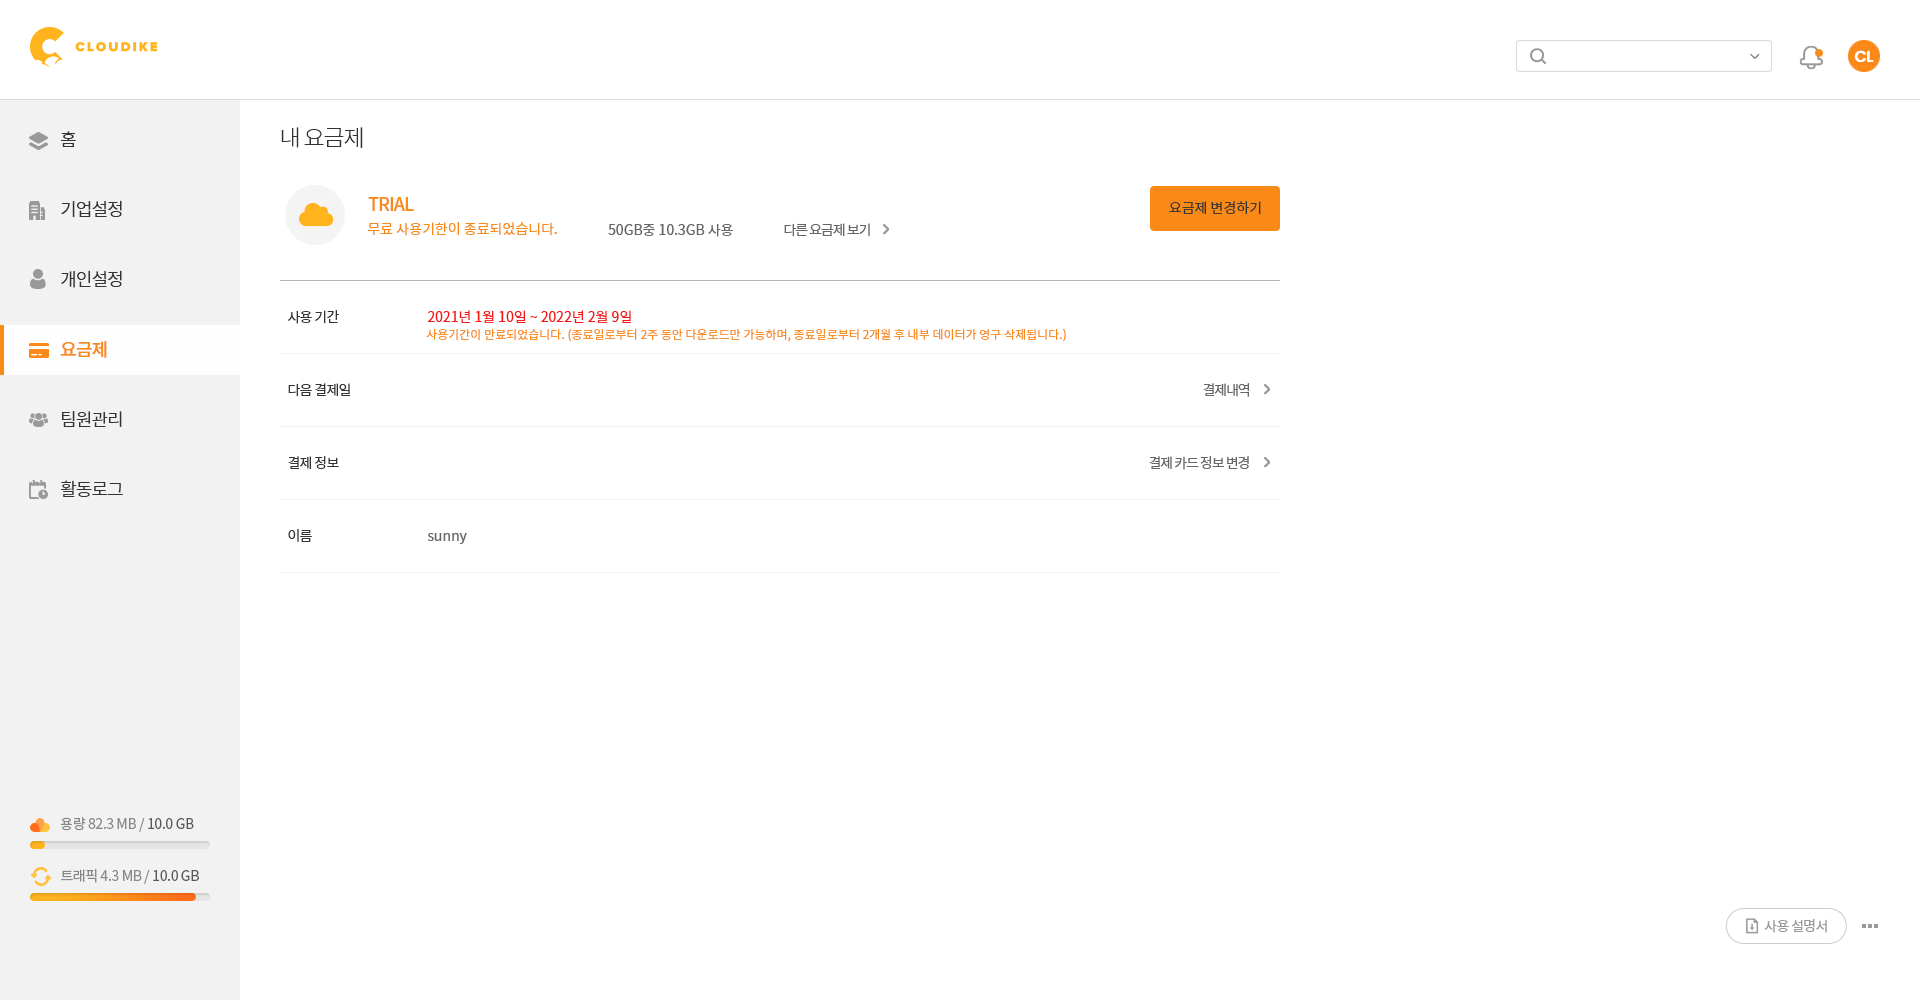 CLOUDIKE
CL
홈
기업설정
개인설정
요금제
팀원관리
활동로그
용량 82.3 MB / 10.0 GB
트래픽 4.3 MB / 10.0 GB
내 요금제
TRIAL
무료 사용기한이 종료되었습니다.
50GB중 10.3GB 사용
다른 요금제 보기
요금제 변경하기
사용 기간
2021년 1월 10일 ~ 2022년 2월 9일
사용기간이 만료되었습니다. (종료일로부터 2주 동안 다운로드만 가능하며, 종료일로부터 2개월 후 내부 데이터가 영구 삭제됩니다.)
다음 결제일
결제내역
결제 정보
결제 카드 정보 변경
이름
sunny
사용 설명서